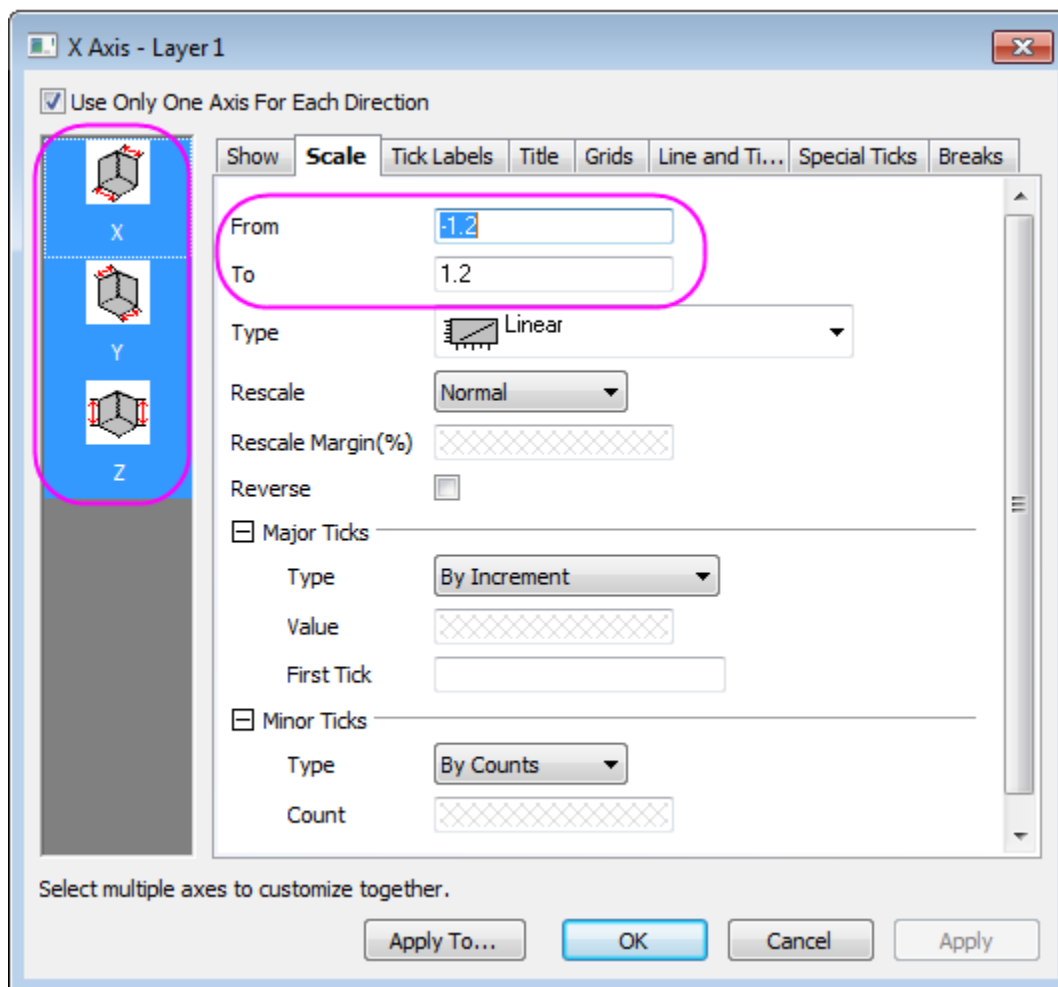 X Axis - Layer 1
Use Only One Axis For Each Direction
X
Y
Z
Show Scale Tick Labels Title Grids Line and Ti... Special Ticks Breaks
From -1.2
To 1.2
Type Linear
Rescale Normal
Rescale Margin(%)
Reverse
Major Ticks
Type By Increment
Value
First Tick
Minor Ticks
Type By Counts
Count
Select multiple axes to customize together.
Apply To... OK Cancel Apply